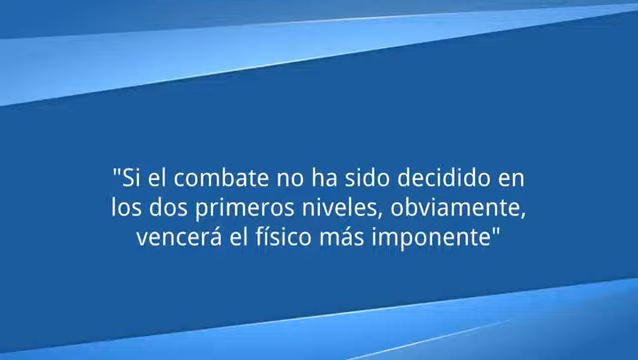 "Si el combate no ha sido decidido en
los dos primeros niveles, obviamente,
vencerá el físico más imponente"